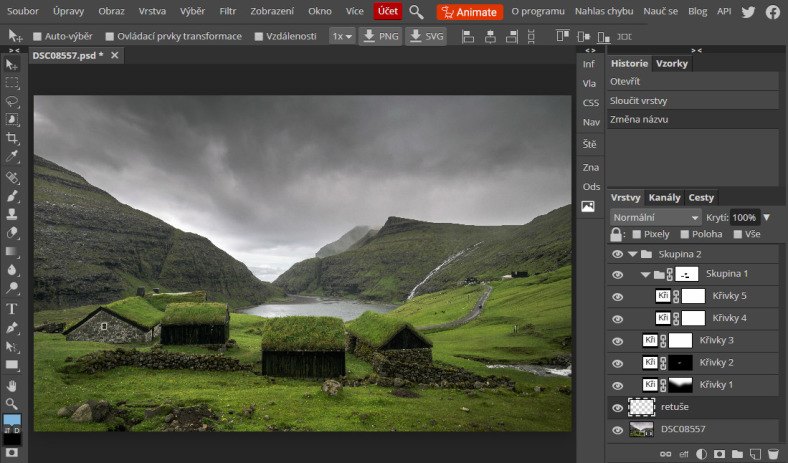 Soubor Úpravy Obraz Vrstva Výběr Filtr Zobrazení Okno Více Účet Animate O programu Nahlas chybu Nauč se Blog API
Auto-výběr Ovládací prvky transformace Vzdálenosti 1x PNG SVG
DSC08557.psd *
Inf
Vla
CSS
Nav
Ště
Zna
Ods
Historie Vzorky
Otevřít
Sloučit vrstvy
Změna názvu
Vrstvy Kanály Cesty
Normální Krytí: 100%
Pixely Poloha Vše
Skupina 2
Skupina 1
Kři Křivky 5
Kři Křivky 4
Kři Křivky 3
Kři Křivky 2
Kři Křivky 1
retuše
DSC08557
eff